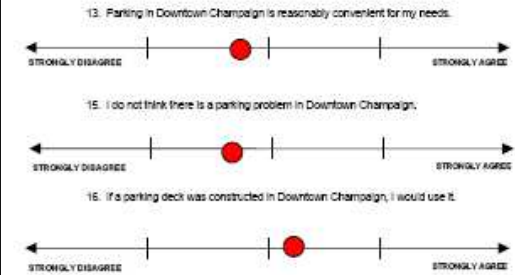 13. Parking in Downtown Champaign is reasonably convenient for my needs.
STRONGLY DISAGREE STRONGLY AGREE
15. I do not think there is a parking problem in Downtown Champaign.
STRONGLY DISAGREE STRONGLY AGREE
16. If a parking deck was constructed in Downtown Champaign, I would use it.
STRONGLY DISAGREE STRONGLY AGREE